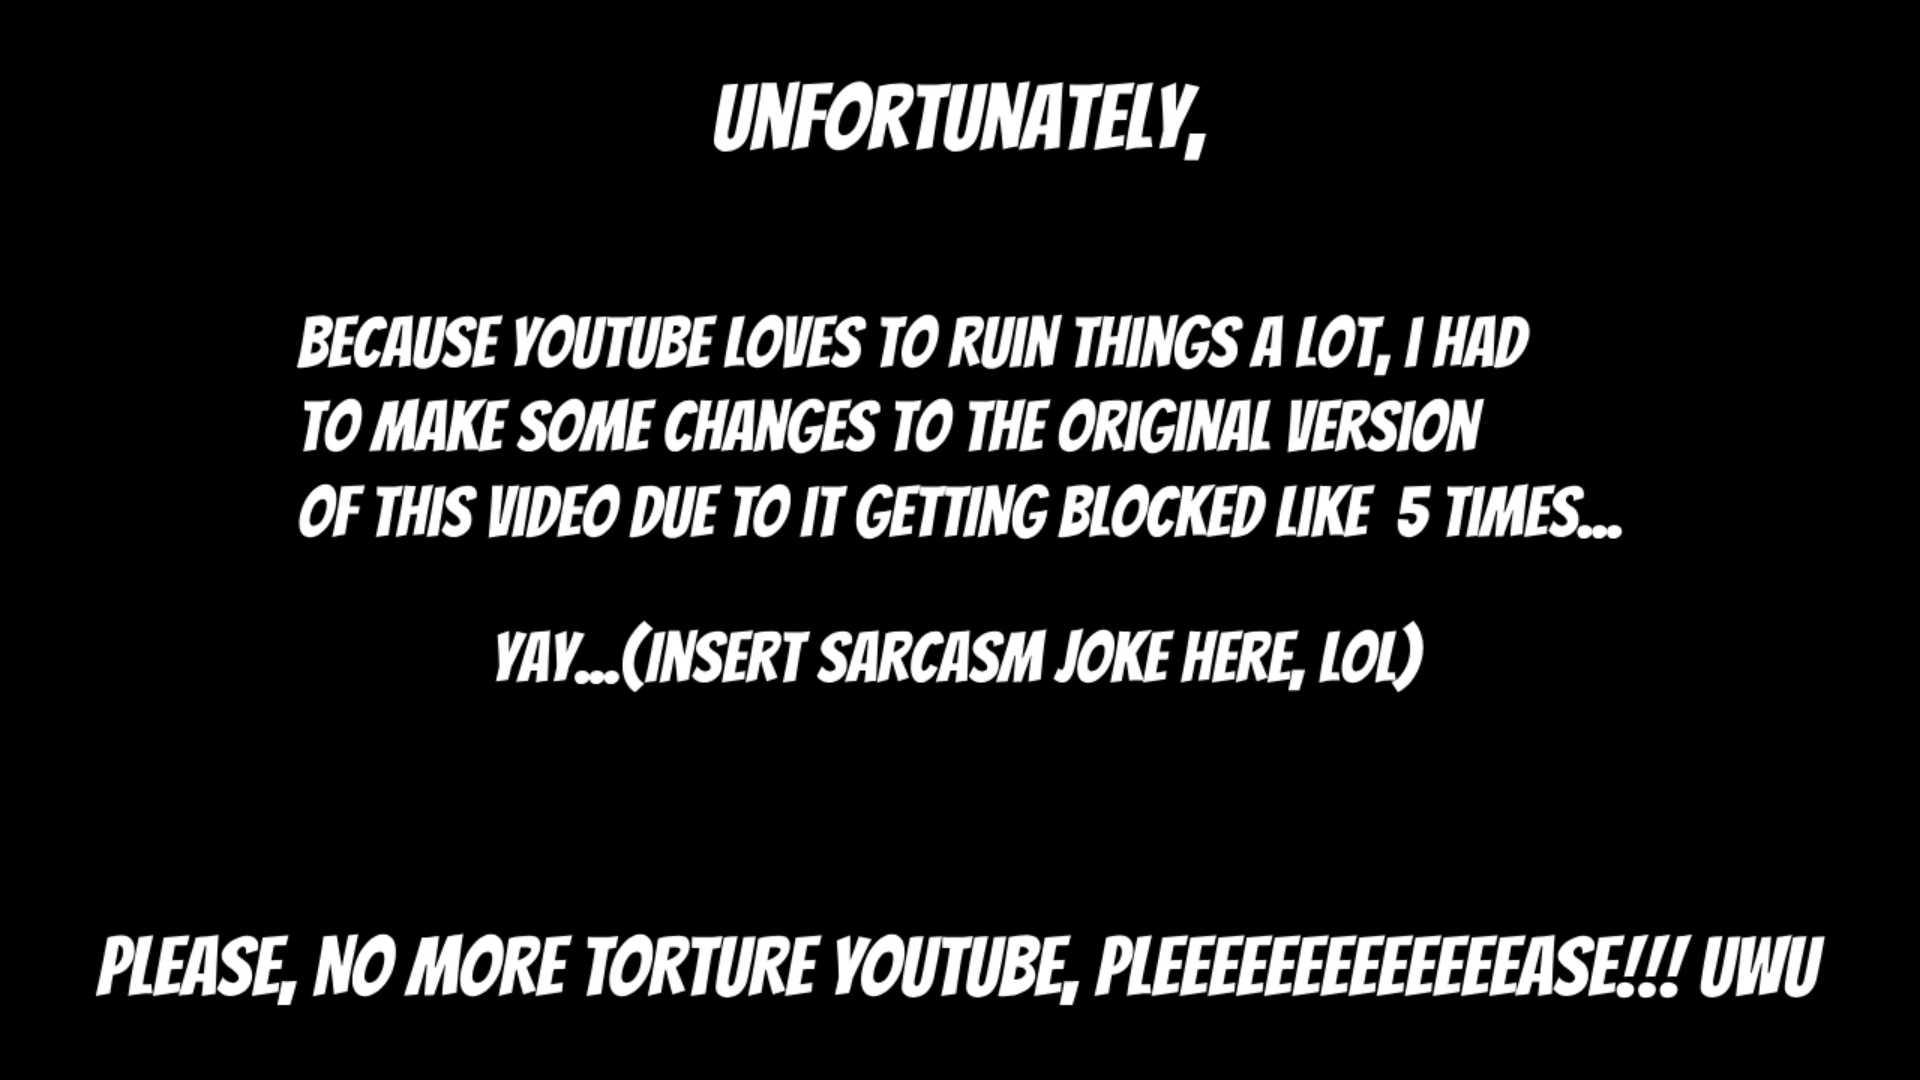 UNFORTUNATELY,
BECAUSE YOUTUBE LOVES TO RUIN THINGS A LOT, I HAD
TO MAKE SOME CHANGES TO THE ORIGINAL VERSION
OF THIS VIDEO DUE TO IT GETTING BLOCKED LIKE 5 TIMES...
YAY...(INSERT SARCASM JOKE HERE, LOL)
PLEASE, NO MORE TORTURE YOUTUBE, PLEEEEEEEEEEEEEASE!!! UWU